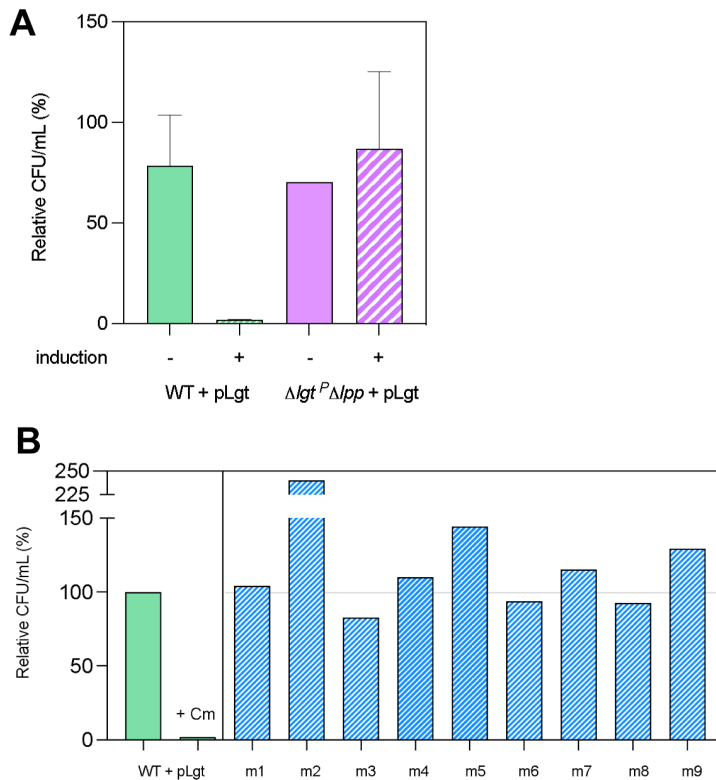 A
Relative CFU/mL (%)
150
100
50
0
induction
- + - +
WT + pLgt
Δlgt ᴾΔlpp + pLgt
B
Relative CFU/mL (%)
250
225
150
100
50
0
+ Cm
WT + pLgt
m1 m2 m3 m4 m5 m6 m7 m8 m9